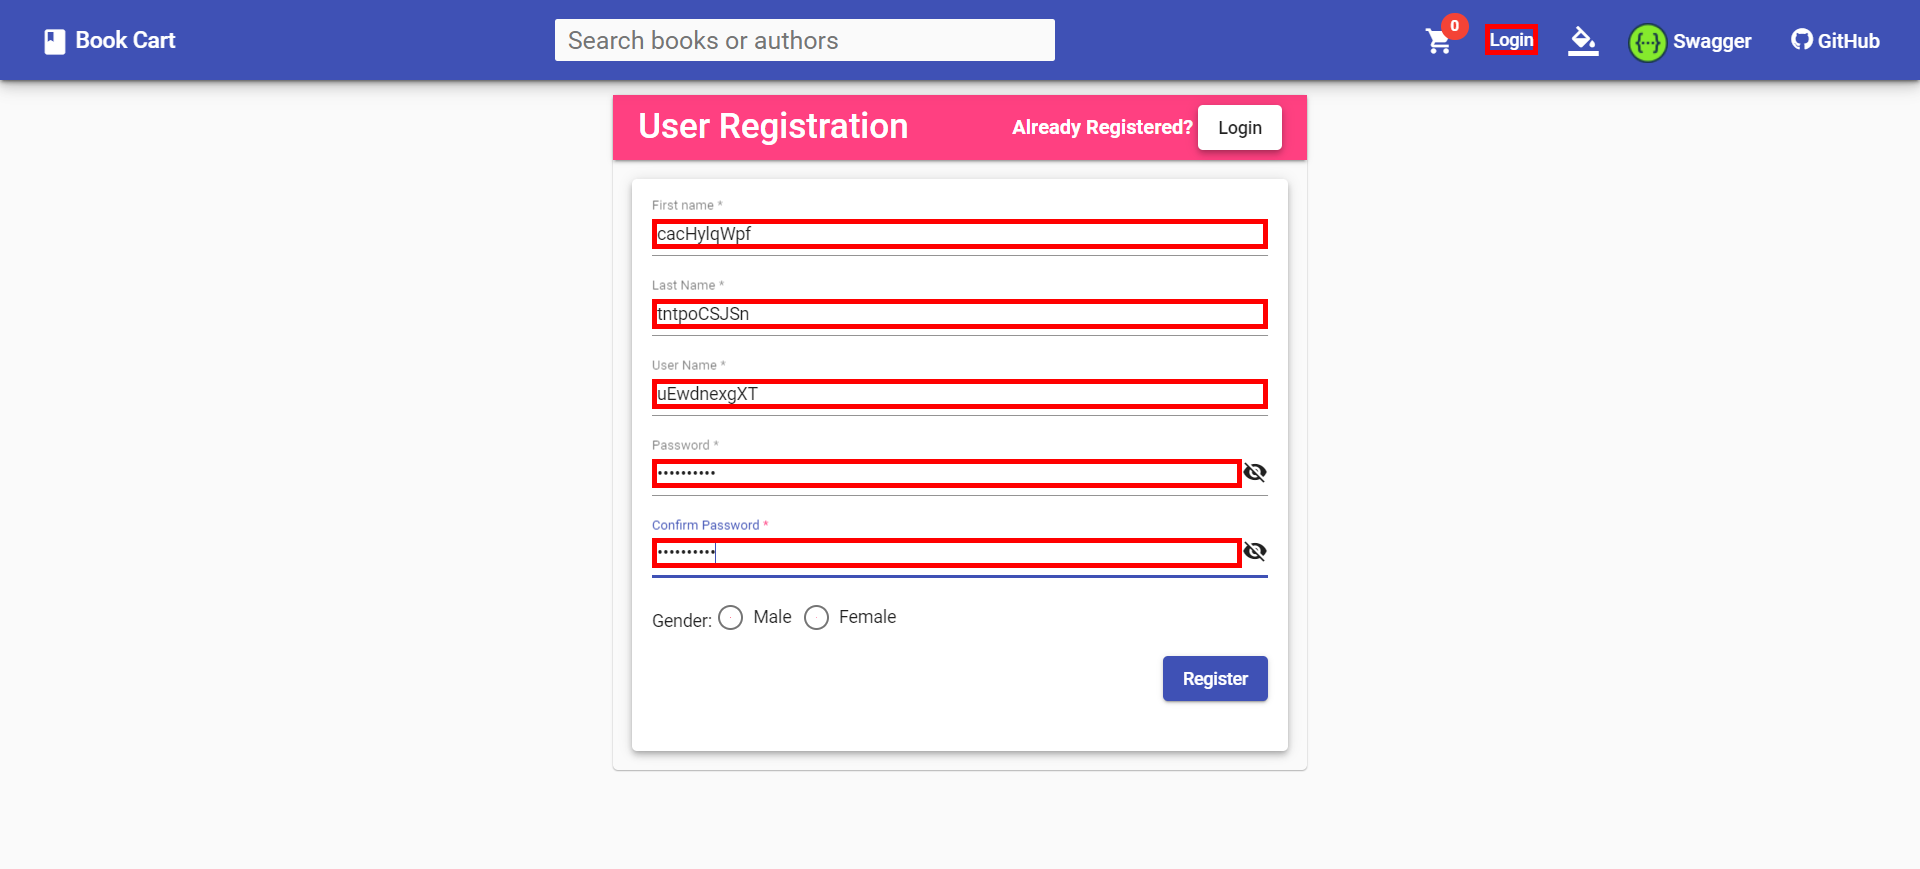 Book Cart
Search books or authors
0
Login
Swagger
GitHub
User Registration
Already Registered? Login
First name *
cacHylqWpf
Last Name *
tntpoCSJSn
User Name *
uEwdnexgXT
Password *
••••••••••
Confirm Password *
••••••••••
Gender: Male Female
Register